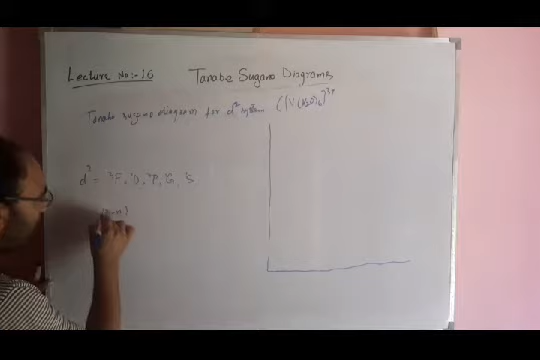 Lecture No:- 16 Tanabe Sugano Diagrams
Tanabe sugano diagram for d² system ([V(H₂O)₆]³⁺
d² = ³F, ¹D, ³P, ¹G, ¹S